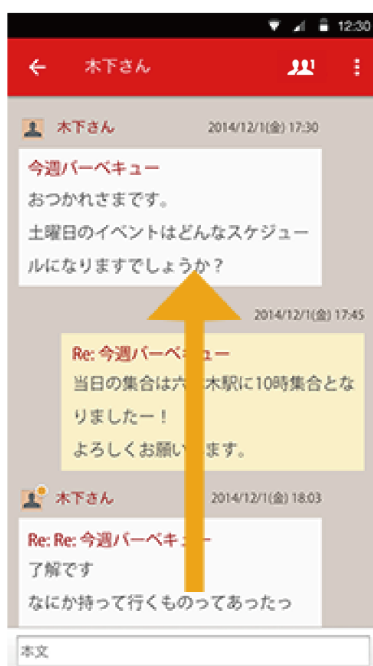 12:30
木下さん
木下さん 2014/12/1(金) 17:30
今週バーベキュー
おつかれさまです。
土曜日のイベントはどんなスケジュー
ルになりますでしょうか？
2014/12/1(金) 17:45
Re: 今週バーベキュー
当日の集合は六 木駅に10時集合とな
りましたー！
よろしくお願い ます。
木下さん 2014/12/1(金) 18:03
Re: Re: 今週バーベキュー
了解です
なにか持って行くものってあったっ
本文